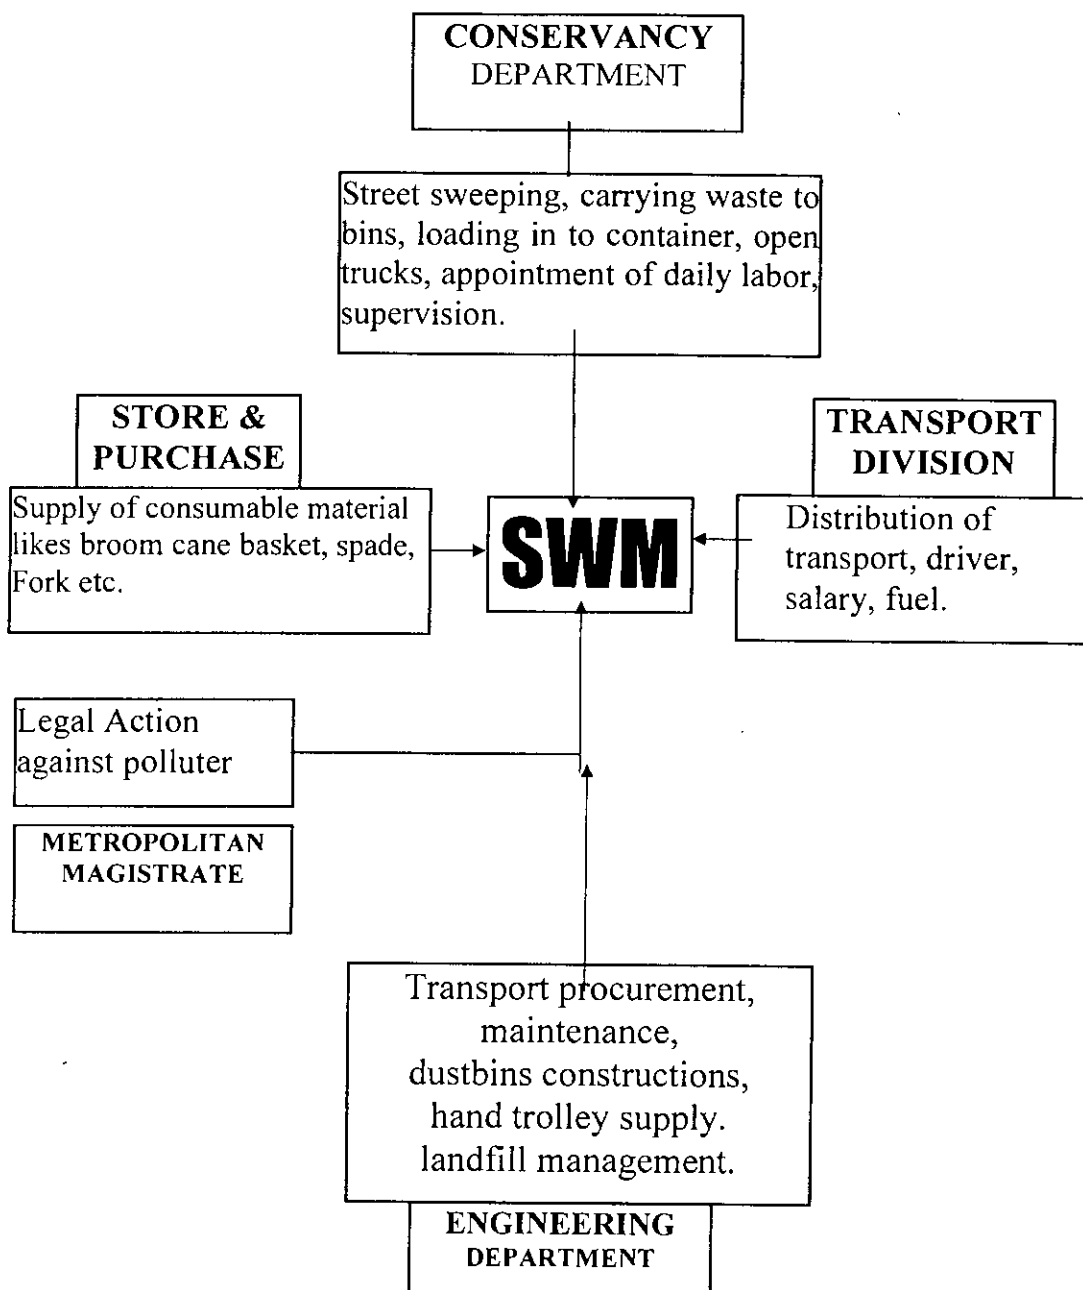 CONSERVANCY
DEPARTMENT
Street sweeping, carrying waste to
bins, loading in to container, open
trucks, appointment of daily labor,
supervision.
STORE &
PURCHASE
Supply of consumable material
likes broom cane basket, spade,
Fork etc.
SWM
TRANSPORT
DIVISION
Distribution of
transport, driver,
salary, fuel.
Legal Action
against polluter
METROPOLITAN
MAGISTRATE
Transport procurement,
maintenance,
dustbins constructions,
hand trolley supply.
landfill management.
ENGINEERING
DEPARTMENT